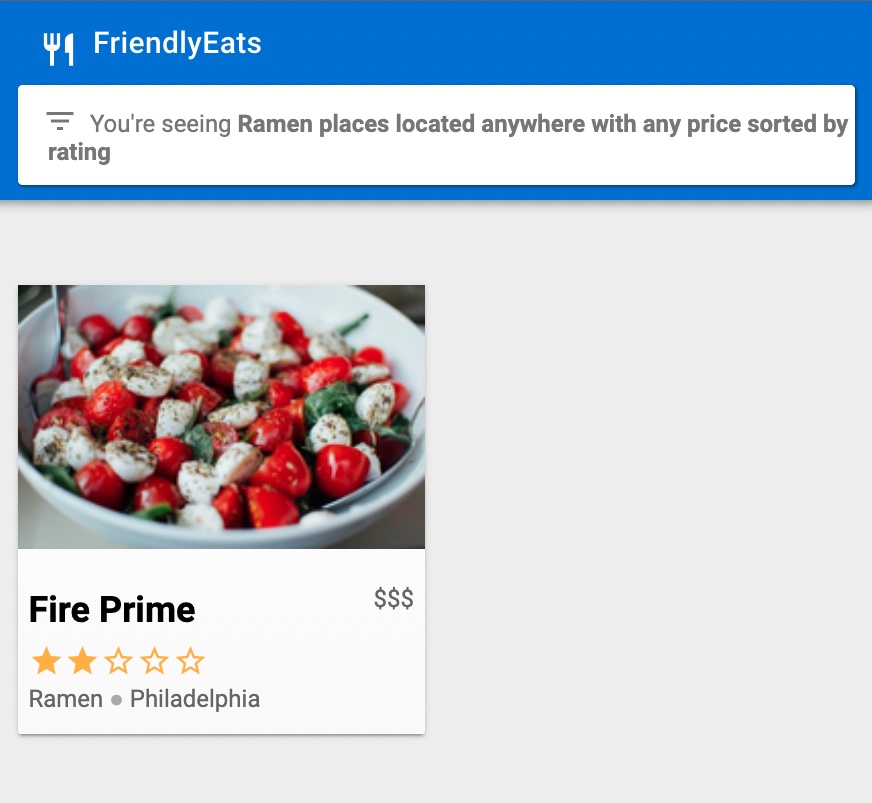 FriendlyEats
You're seeing Ramen places located anywhere with any price sorted by
rating
Fire Prime
$$$
Ramen ● Philadelphia